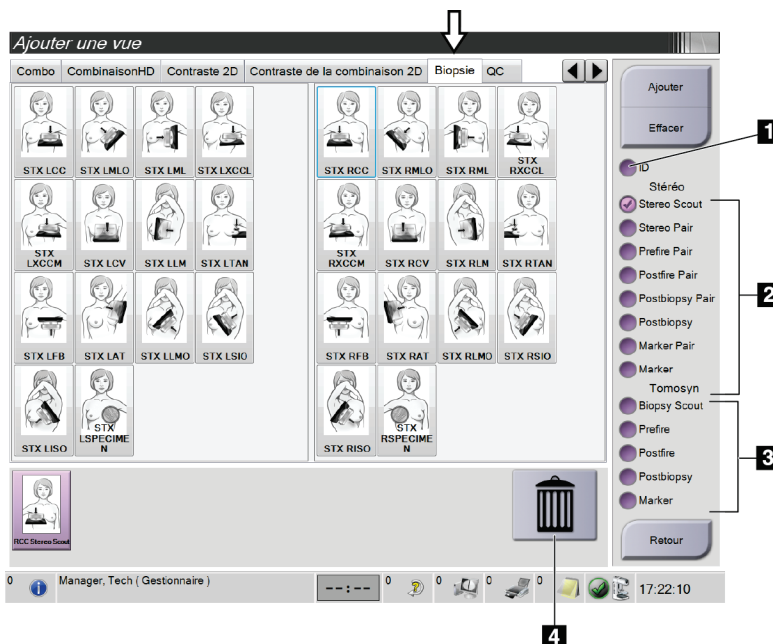 Ajouter une vue
Combo CombinaisonHD Contraste 2D Contraste de la combinaison 2D Biopsie QC
STX LCC STX LMLO STX LML STX LXCCL
STX RCC STX RMLO STX RML STX
RXCCL
STX
LXCCM STX LCV STX LLM STX LTAN
STX
RXCCM STX RCV STX RLM STX RTAN
STX LFB STX LAT STX LLMO STX LSIO
STX RFB STX RAT STX RLMO STX RSIO
STX LISO STX
LSPECIME
N
STX RISO STX
RSPECIME
N
Ajouter
Effacer
ID
Stéréo
Stereo Scout
Stereo Pair
Prefire Pair
Postfire Pair
Postbiopsy Pair
Postbiopsy
Marker Pair
Marker
Tomosyn
Biopsy Scout
Prefire
Postfire
Postbiopsy
Marker
Retour
1
2
3
RCC Stereo Scout
0 Manager, Tech ( Gestionnaire ) --:-- 0 0 0 0 17:22:10
4